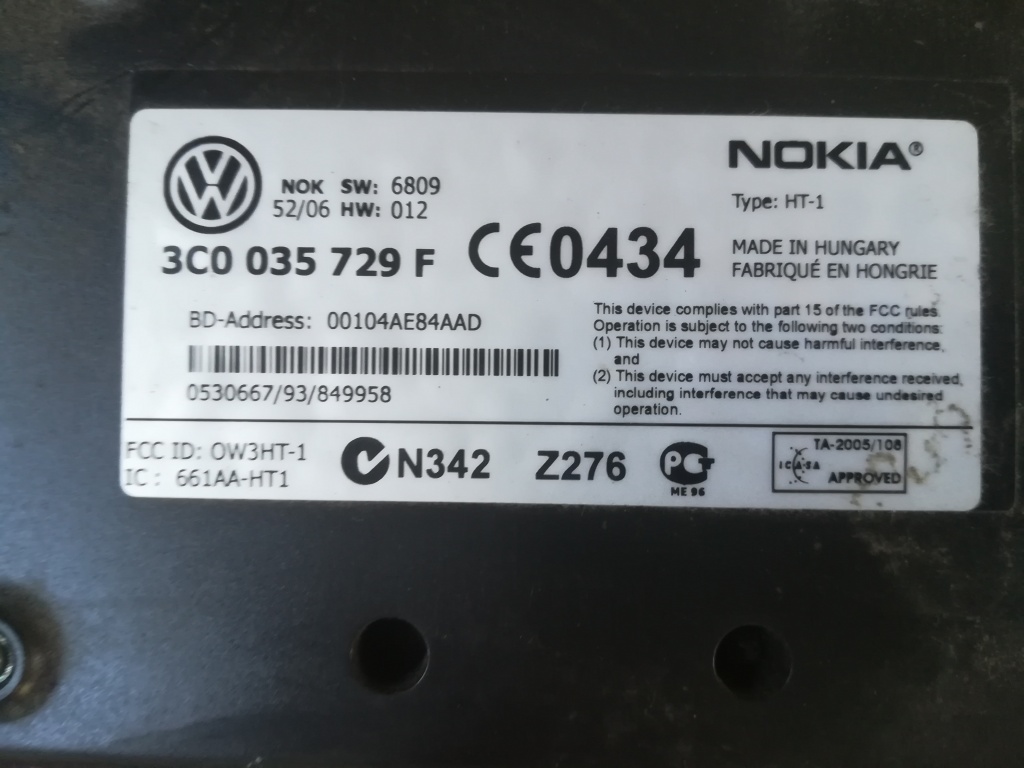 NOKIA®
NOK SW: 6809
52/06 HW: 012
Type: HT-1
3C0 035 729 F
CE0434
MADE IN HUNGARY
FABRIQUÉ EN HONGRIE
BD-Address: 00104AE84AAD
0530667/93/849958
This device complies with part 15 of the FCC rules.
Operation is subject to the following two conditions:
(1) This device may not cause harmful interference,
and
(2) This device must accept any interference received,
including interference that may cause undesired
operation.
FCC ID: OW3HT-1
IC : 661AA-HT1
N342
Z276
PCT
ME 96
TA-2005/108
ICASA
APPROVED